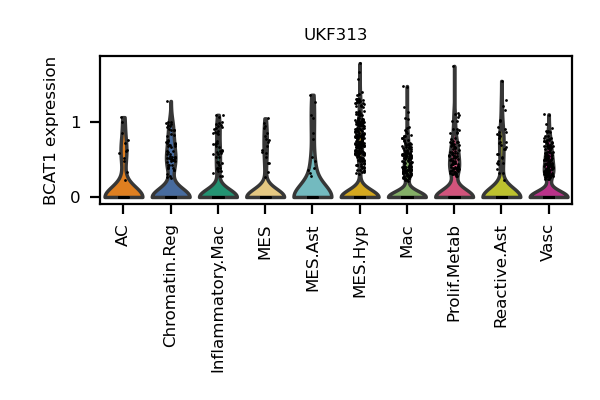 UKF313
BCAT1 expression
1
0
AC
Chromatin.Reg
Inflammatory.Mac
MES
MES.Ast
MES.Hyp
Mac
Prolif.Metab
Reactive.Ast
Vasc